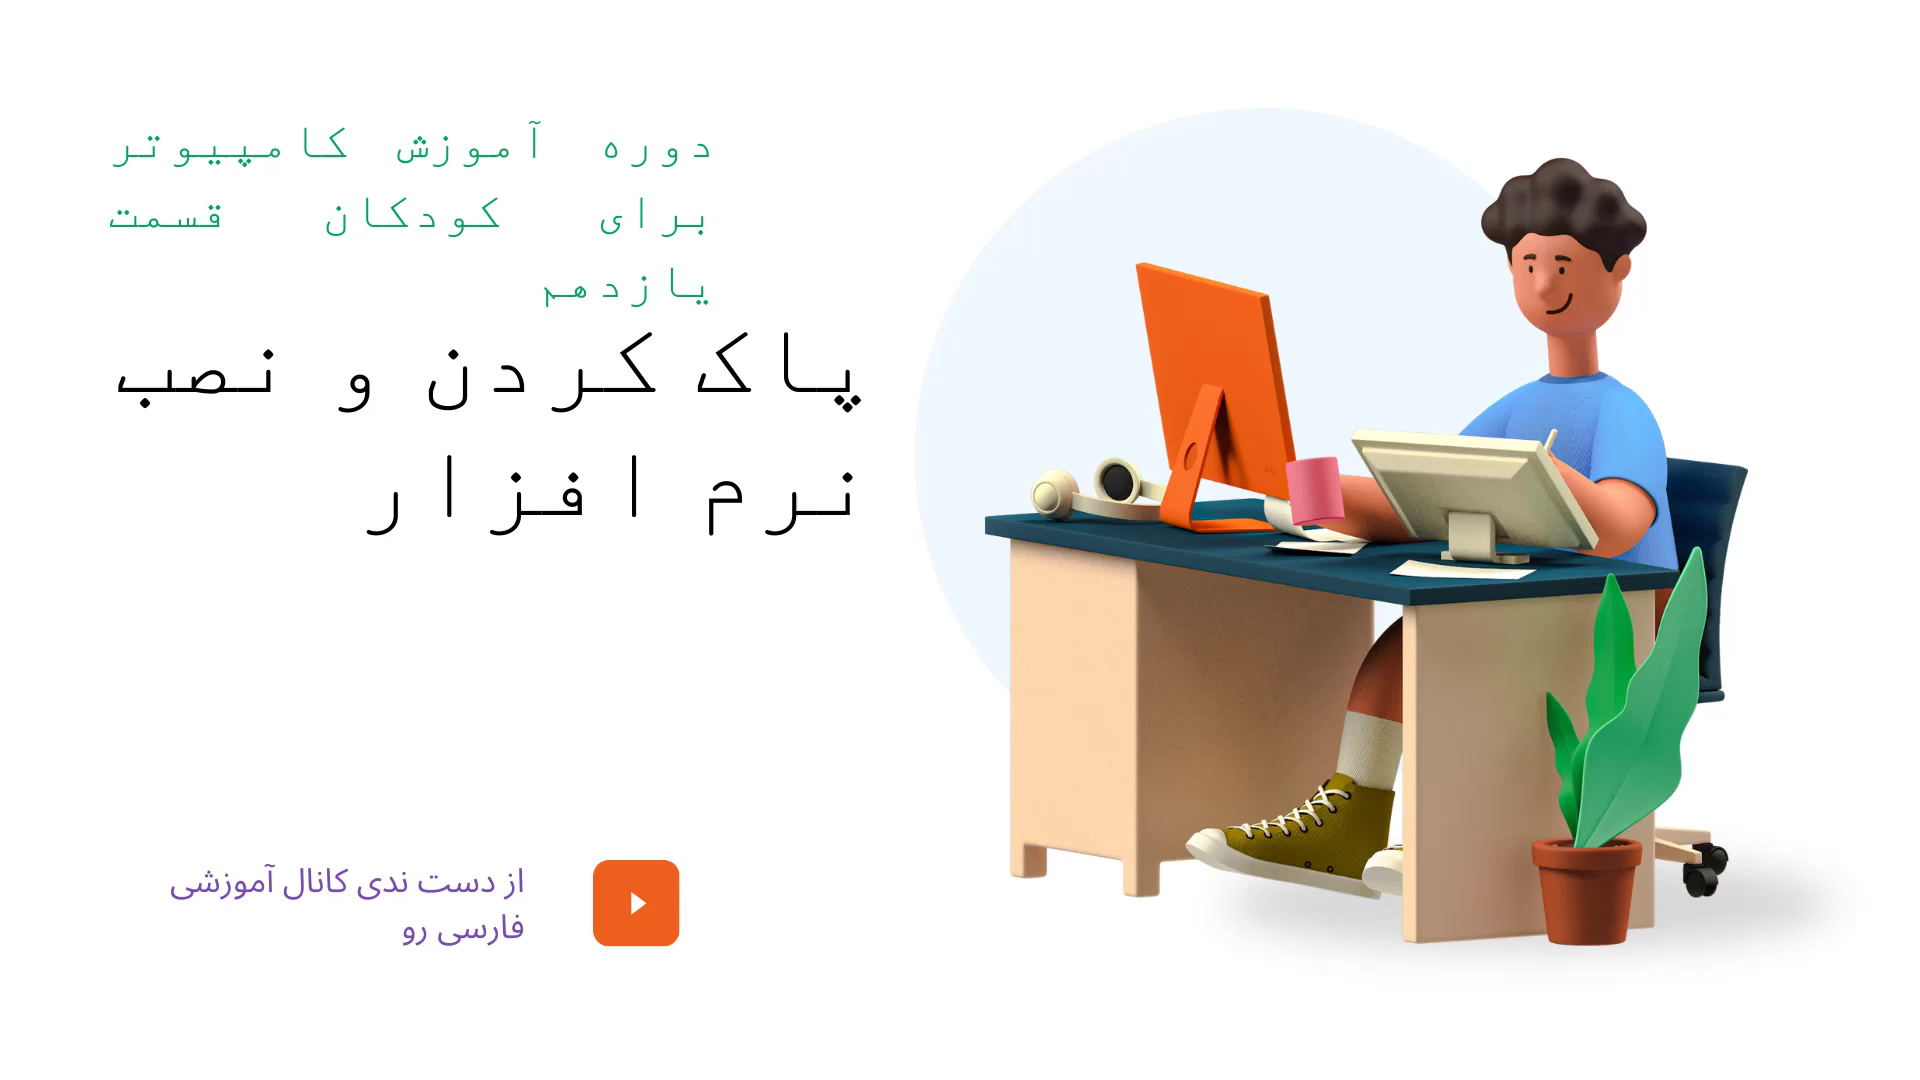 دوره آموزش کامپیوتر
برای کودکان قسمت
یازدهم
پاک کردن و نصب
نرم افزار
از دست ندی کانال آموزشی
فارسی رو